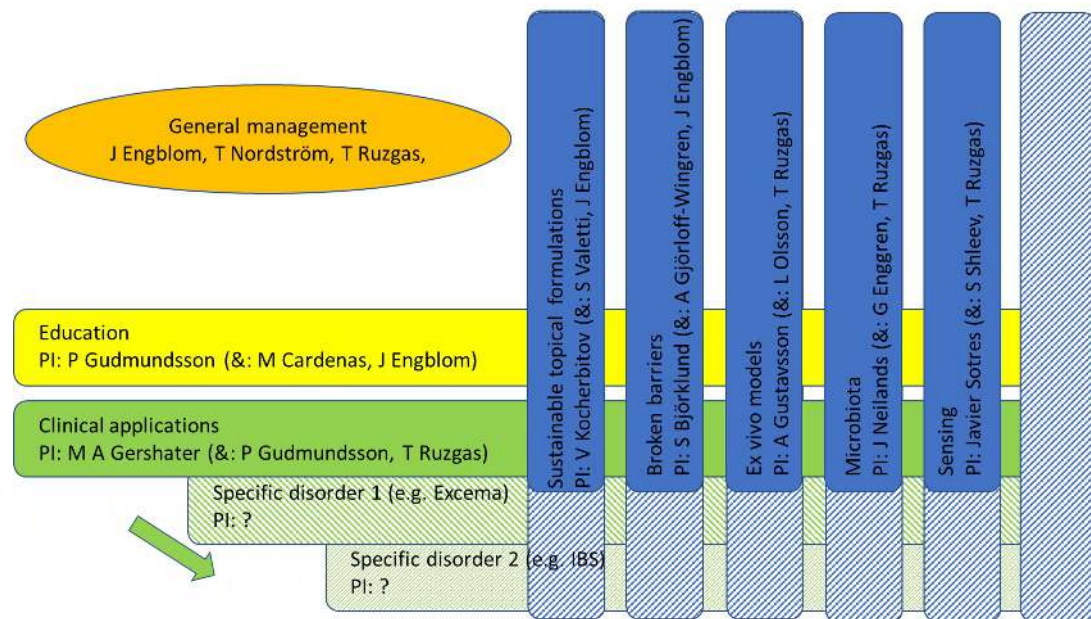 General management
J Engblom, T Nordström, T Ruzgas,
Education
PI: P Gudmundsson (&: M Cardenas, J Engblom)
Clinical applications
PI: M A Gershater (&: P Gudmundsson, T Ruzgas)
Specific disorder 1 (e.g. Excema)
PI: ?
Specific disorder 2 (e.g. IBS)
PI: ?
Sustainable topical formulations
PI: V Kocherbitov (&: S Valetti, J Engblom)
Broken barriers
PI: S Björklund (&: A Gjörloff-Wingren, J Engblom)
Ex vivo models
PI: A Gustavsson (&: L Olsson, T Ruzgas)
Microbiota
PI: J Neilands (&: G Enggren, T Ruzgas)
Sensing
PI: Javier Sotres (&: S Shleev, T Ruzgas)